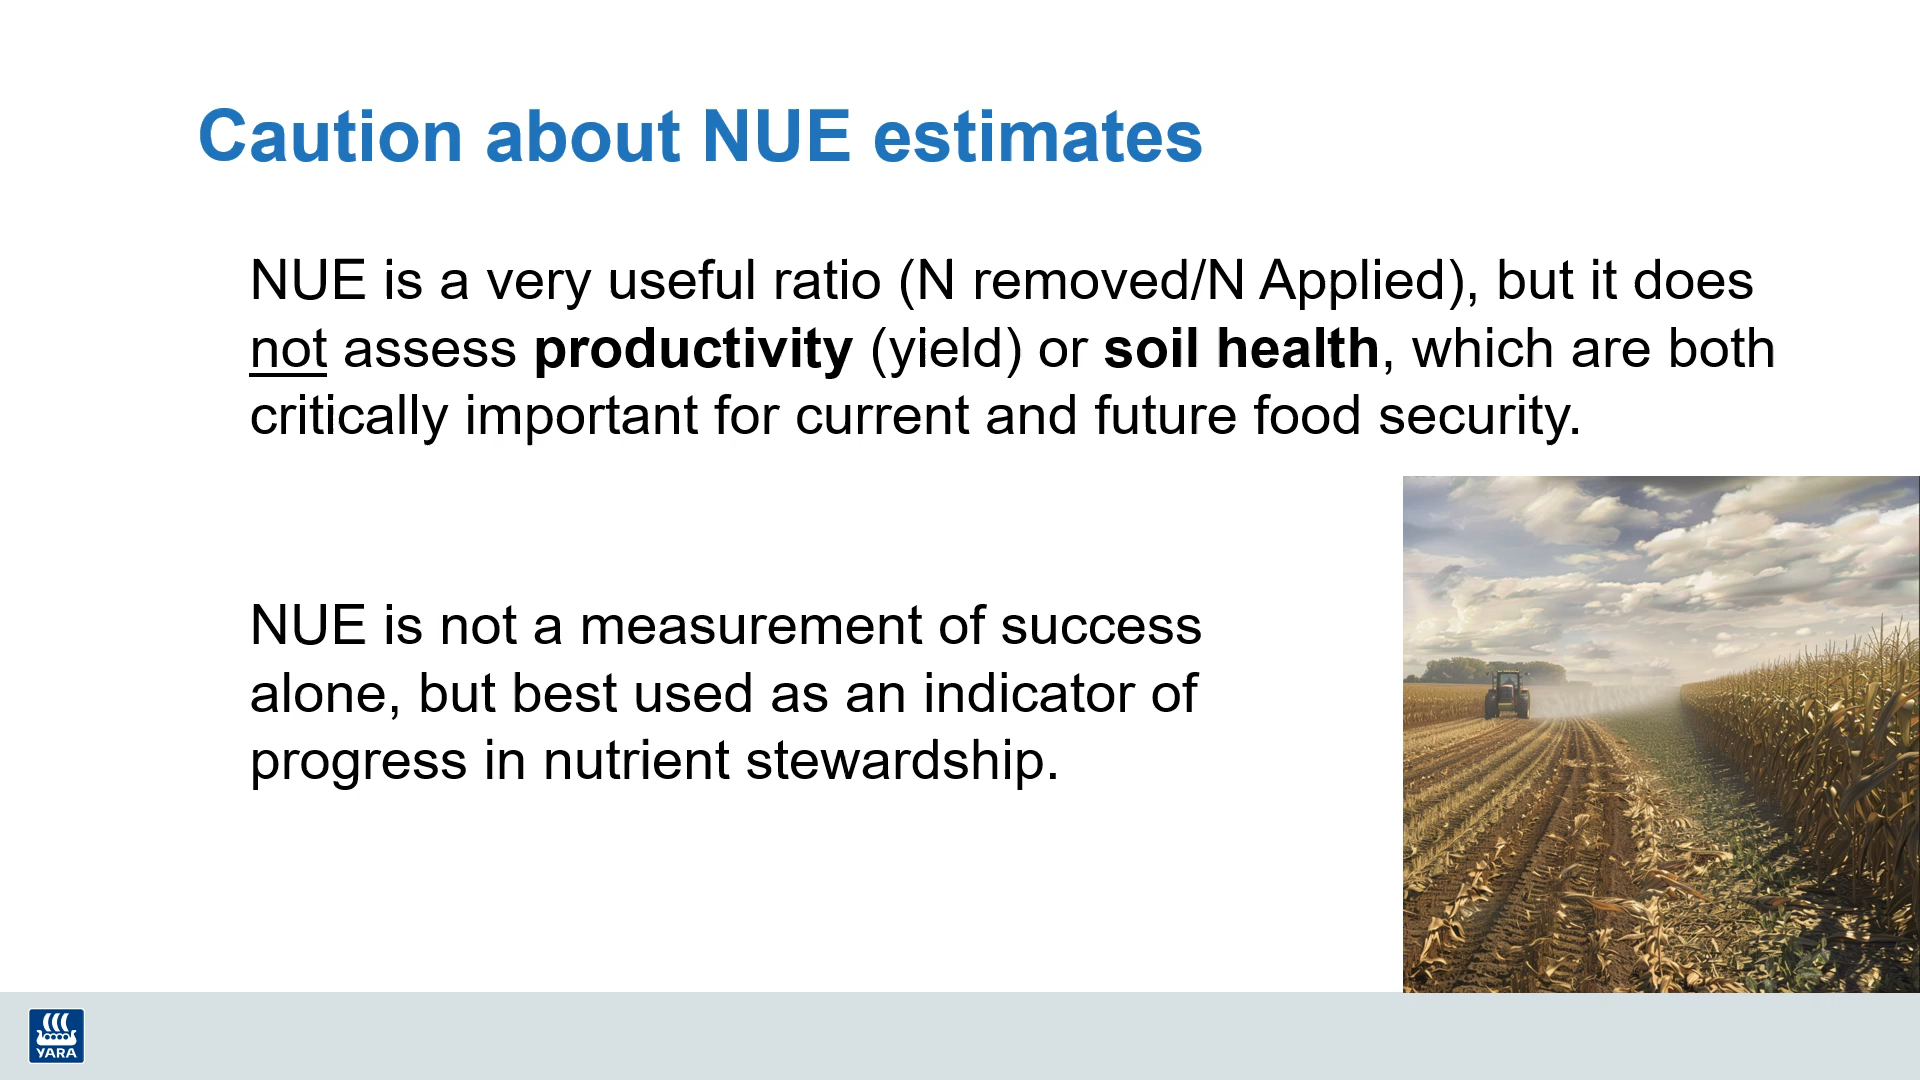 Caution about NUE estimates
NUE is a very useful ratio (N removed/N Applied), but it does
not assess productivity (yield) or soil health, which are both
critically important for current and future food security.
NUE is not a measurement of success
alone, but best used as an indicator of
progress in nutrient stewardship.
YARA